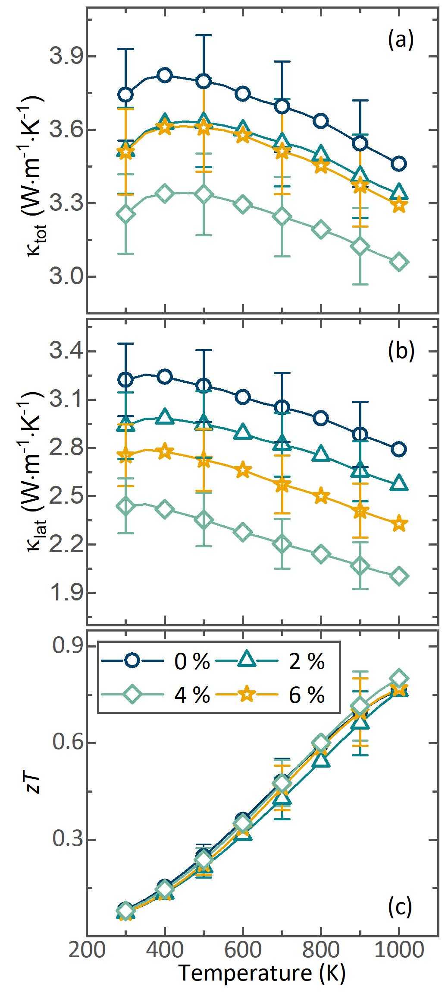 (a)
3.9
3.6
3.3
3.0
κtot (W·m-1·K-1)
(b)
3.4
3.1
2.8
2.5
2.2
1.9
κlat (W·m-1·K-1)
0.9
0.6
0.3
zT
0 % 2 %
4 % 6 %
(c)
200 400 600 800 1000
Temperature (K)